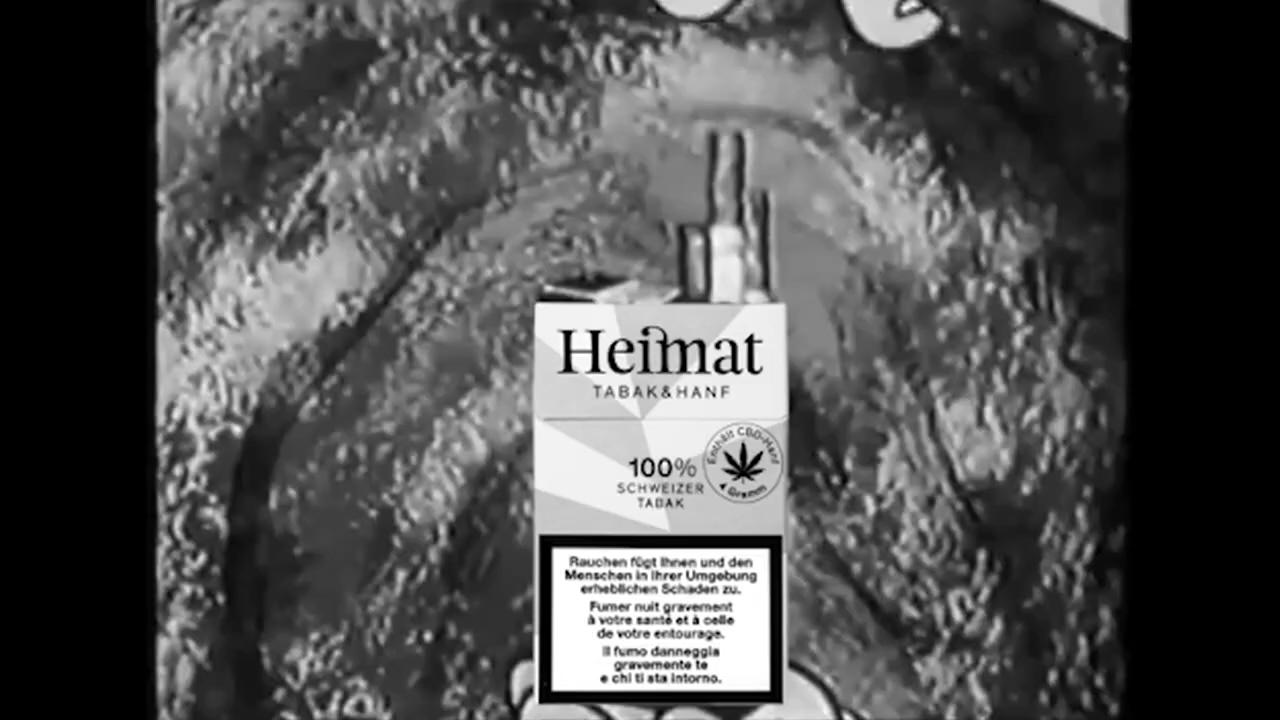 Heimat
TABAK&HANF
Enthält CBD-Hanf
4 Gramm
100%
SCHWEIZER
TABAK
Rauchen fügt Ihnen und den
Menschen in Ihrer Umgebung
erheblichen Schaden zu.
Fumer nuit gravement
à votre santé et à celle
de votre entourage.
Il fumo danneggia
gravemente te
e chi ti sta intorno.